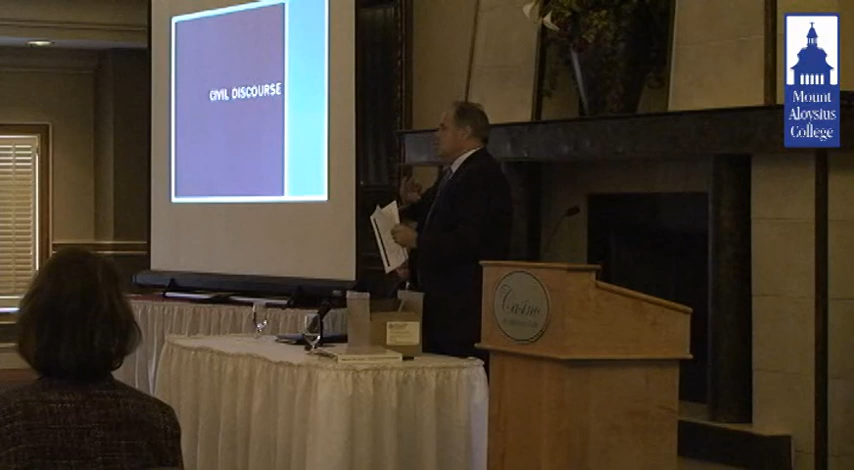 CIVIL DISCOURSE
Mount
Aloysius
College
Casino